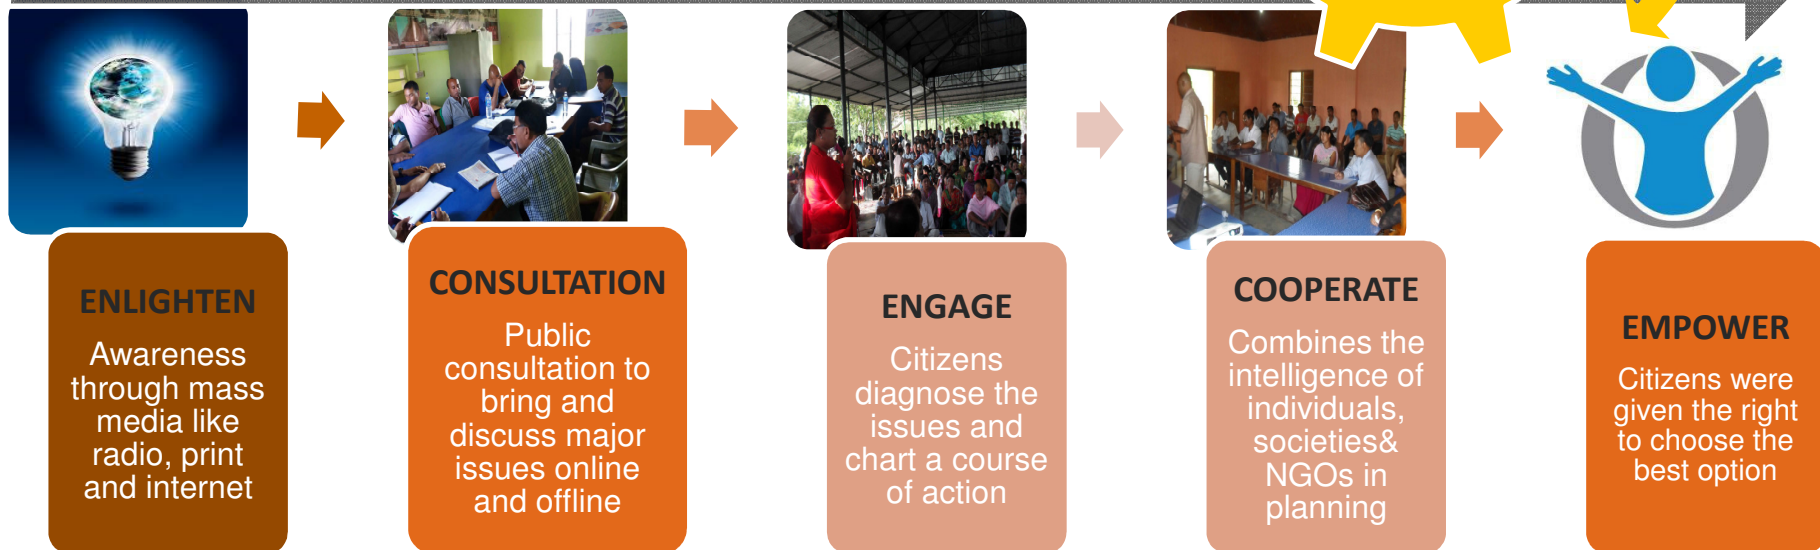 ENLIGHTEN
Awareness
through mass
media like
radio, print
and internet
CONSULTATION
Public
consultation to
bring and
discuss major
issues online
and offline
ENGAGE
Citizens
diagnose the
issues and
chart a course
of action
COOPERATE
Combines the
intelligence of
individuals,
societies&
NGOs in
planning
EMPOWER
Citizens were
given the right
to choose the
best option